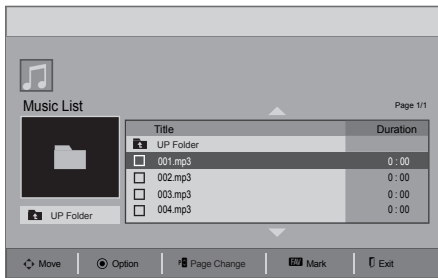 Music List
Page 1/1
Title Duration
UP Folder
001.mp3 0 : 00
002.mp3 0 : 00
003.mp3 0 : 00
004.mp3 0 : 00
UP Folder
Move Option Page Change FAV Mark Exit